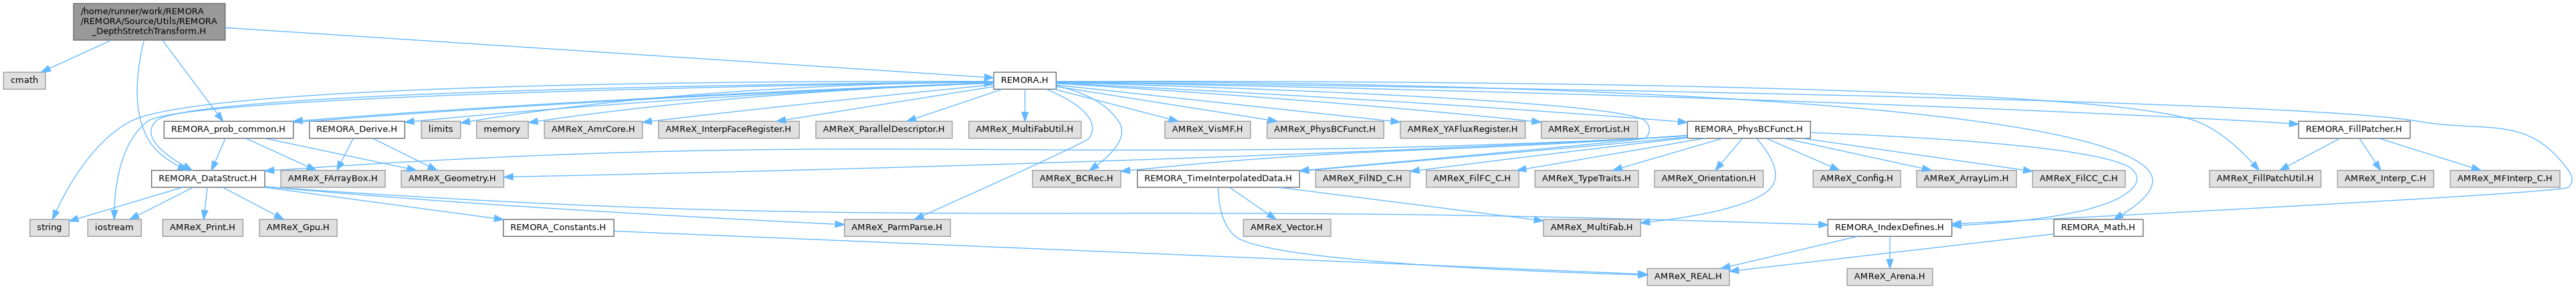 /home/runner/work/REMORA
/REMORA/Source/Utils/REMORA
_DepthStretchTransform.H
cmath
REMORA.H
REMORA_prob_common.H
REMORA_Derive.H
limits
memory
AMReX_AmrCore.H
AMReX_InterpFaceRegister.H
AMReX_ParallelDescriptor.H
AMReX_MultiFabUtil.H
AMReX_VisMF.H
AMReX_PhysBCFunct.H
AMReX_YAFluxRegister.H
AMReX_ErrorList.H
REMORA_PhysBCFunct.H
REMORA_FillPatcher.H
REMORA_DataStruct.H
AMReX_FArrayBox.H
AMReX_Geometry.H
AMReX_BCRec.H
REMORA_TimeInterpolatedData.H
AMReX_FilND_C.H
AMReX_FilFC_C.H
AMReX_TypeTraits.H
AMReX_Orientation.H
AMReX_Config.H
AMReX_ArrayLim.H
AMReX_FilCC_C.H
AMReX_FillPatchUtil.H
AMReX_Interp_C.H
AMReX_MFInterp_C.H
string
iostream
AMReX_Print.H
AMReX_Gpu.H
REMORA_Constants.H
AMReX_ParmParse.H
AMReX_Vector.H
AMReX_MultiFab.H
REMORA_IndexDefines.H
REMORA_Math.H
AMReX_REAL.H
AMReX_Arena.H